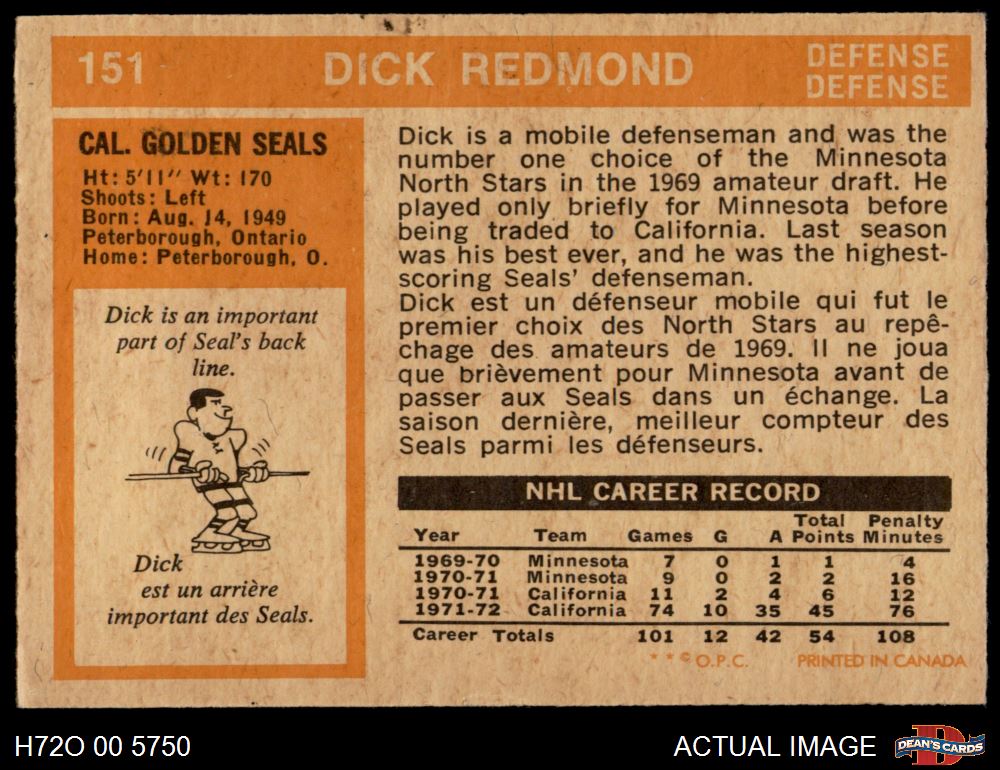 151
DICK REDMOND
DEFENSE
DEFENSE
CAL. GOLDEN SEALS
Ht: 5'11" Wt: 170
Shoots: Left
Born: Aug. 14, 1949
Peterborough, Ontario
Home: Peterborough, O.
Dick is an important
part of Seal's back
line.
Dick
est un arrière
important des Seals.
Dick is a mobile defenseman and was the
number one choice of the Minnesota
North Stars in the 1969 amateur draft. He
played only briefly for Minnesota before
being traded to California. Last season
was his best ever, and he was the highest-
scoring Seals' defenseman.
Dick est un défenseur mobile qui fut le
premier choix des North Stars au repê-
chage des amateurs de 1969. Il ne joua
que brièvement pour Minnesota avant de
passer aux Seals dans un échange. La
saison dernière, meilleur compteur des
Seals parmi les défenseurs.
NHL CAREER RECORD
Year Team Games G A Total Points Penalty Minutes
1969-70 Minnesota 7 0 1 1 4
1970-71 Minnesota 9 0 2 2 16
1970-71 California 11 2 4 6 12
1971-72 California 74 10 35 45 76
Career Totals 101 12 42 54 108
* * © O.P.C. PRINTED IN CANADA
H72O 00 5750
ACTUAL IMAGE
D
DEAN'S CARDS